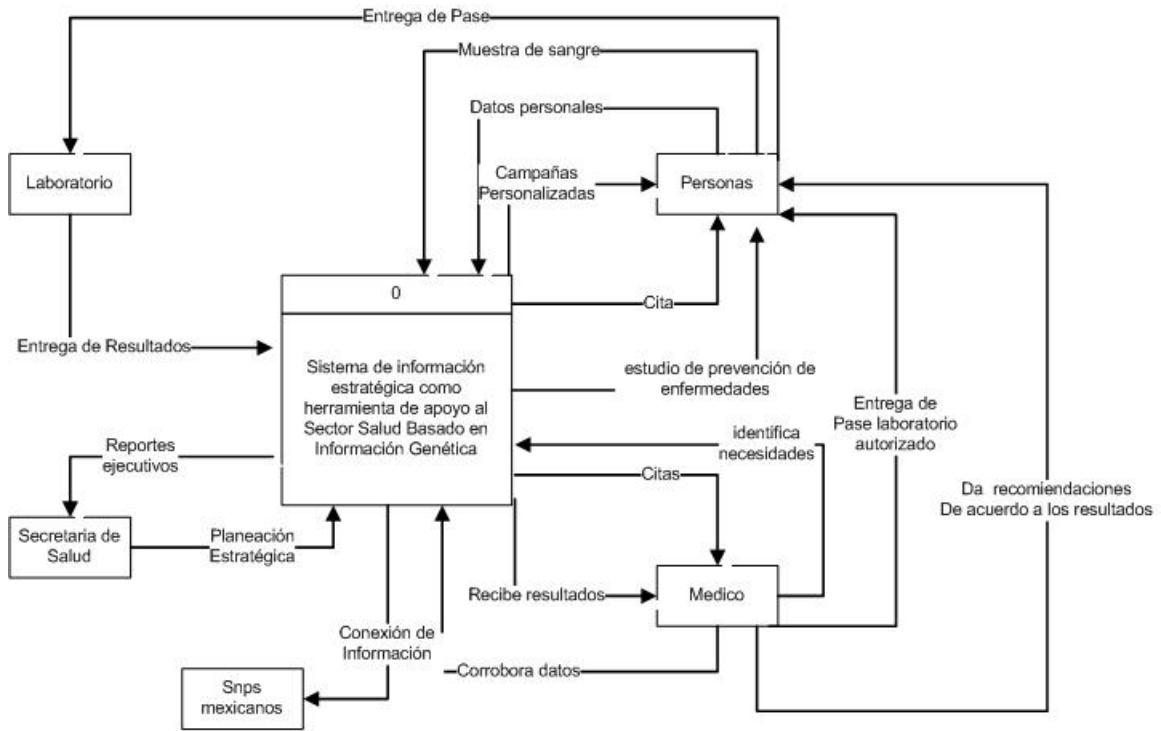 Entrega de Pase
Muestra de sangre
Datos personales
Laboratorio
Campañas
Personalizadas
Personas
0
Cita
Entrega de Resultados
Sistema de información
estratégica como
herramienta de apoyo al
Sector Salud Basado en
Información Genética
estudio de prevención de
enfermedades
Entrega de
Pase laboratorio
autorizado
identifica
necesidades
Reportes
ejecutivos
Citas
Da recomiendaciones
De acuerdo a los resultados
Secretaria de
Salud
Planeación
Estratégica
Recibe resultados
Medico
Conexión de
Información
Corrobora datos
Snps
mexicanos